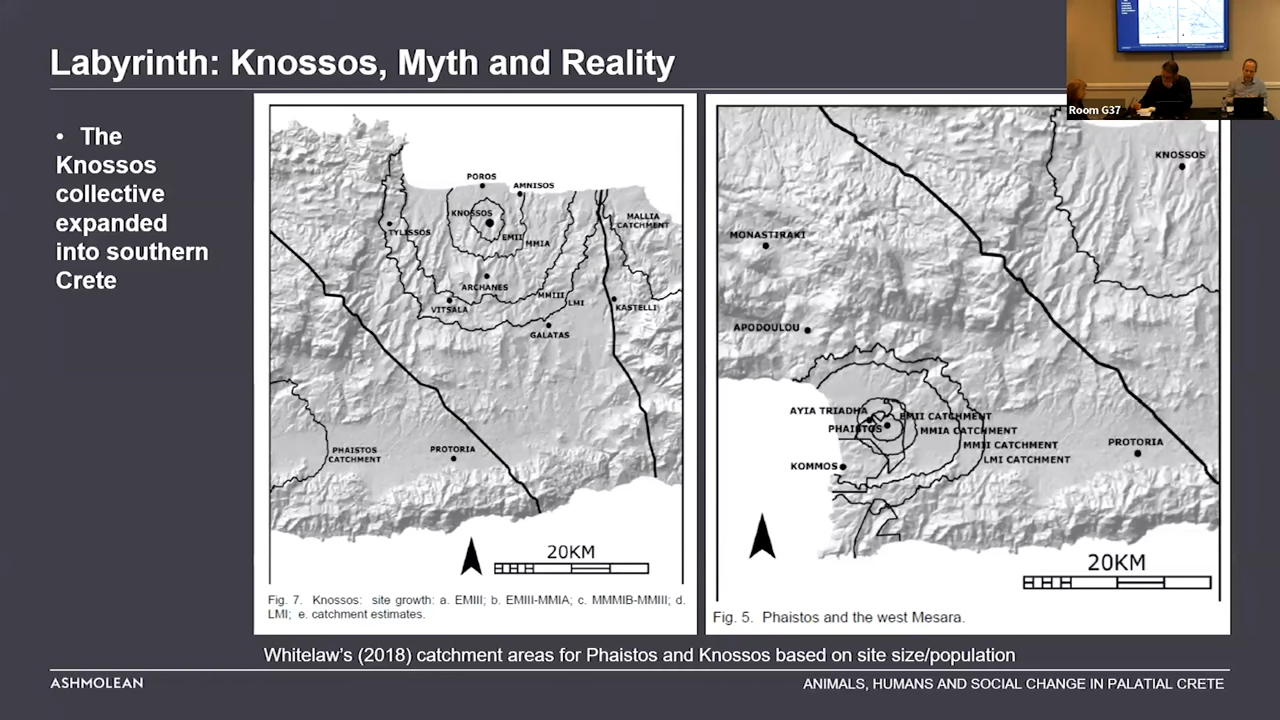 Labyrinth: Knossos, Myth and Reality
Room G37
• The
Knossos
collective
expanded
into southern
Crete
POROS
AMNISOS
KNOSSOS
MALLIA
CATCHMENT
TYLISSOS
EMII
MMIA
ARCHANES
MMIII
LMI
VITSALA
KASTELLI
GALATAS
PHAISTOS
CATCHMENT
PROTORIA
20KM
Fig. 7. Knossos: site growth: a. EMIII; b. EMIII-MMIA; c. MMMIB-MMIII; d.
LMI; e. catchment estimates.
KNOSSOS
MONASTIRAKI
APODOULOU
AYIA TRIADHA
EMII CATCHMENT
PHAISTOS
MMIA CATCHMENT
MMII CATCHMENT
PROTORIA
LMI CATCHMENT
KOMMOS
20KM
Fig. 5. Phaistos and the west Mesara.
Whitelaw's (2018) catchment areas for Phaistos and Knossos based on site size/population
ASHMOLEAN
ANIMALS, HUMANS AND SOCIAL CHANGE IN PALATIAL CRETE